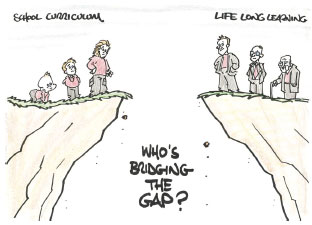 SCHOOL CURRICULUM
LIFE LONG LEARNING
WHO'S
BRIDGING
THE
GAP?